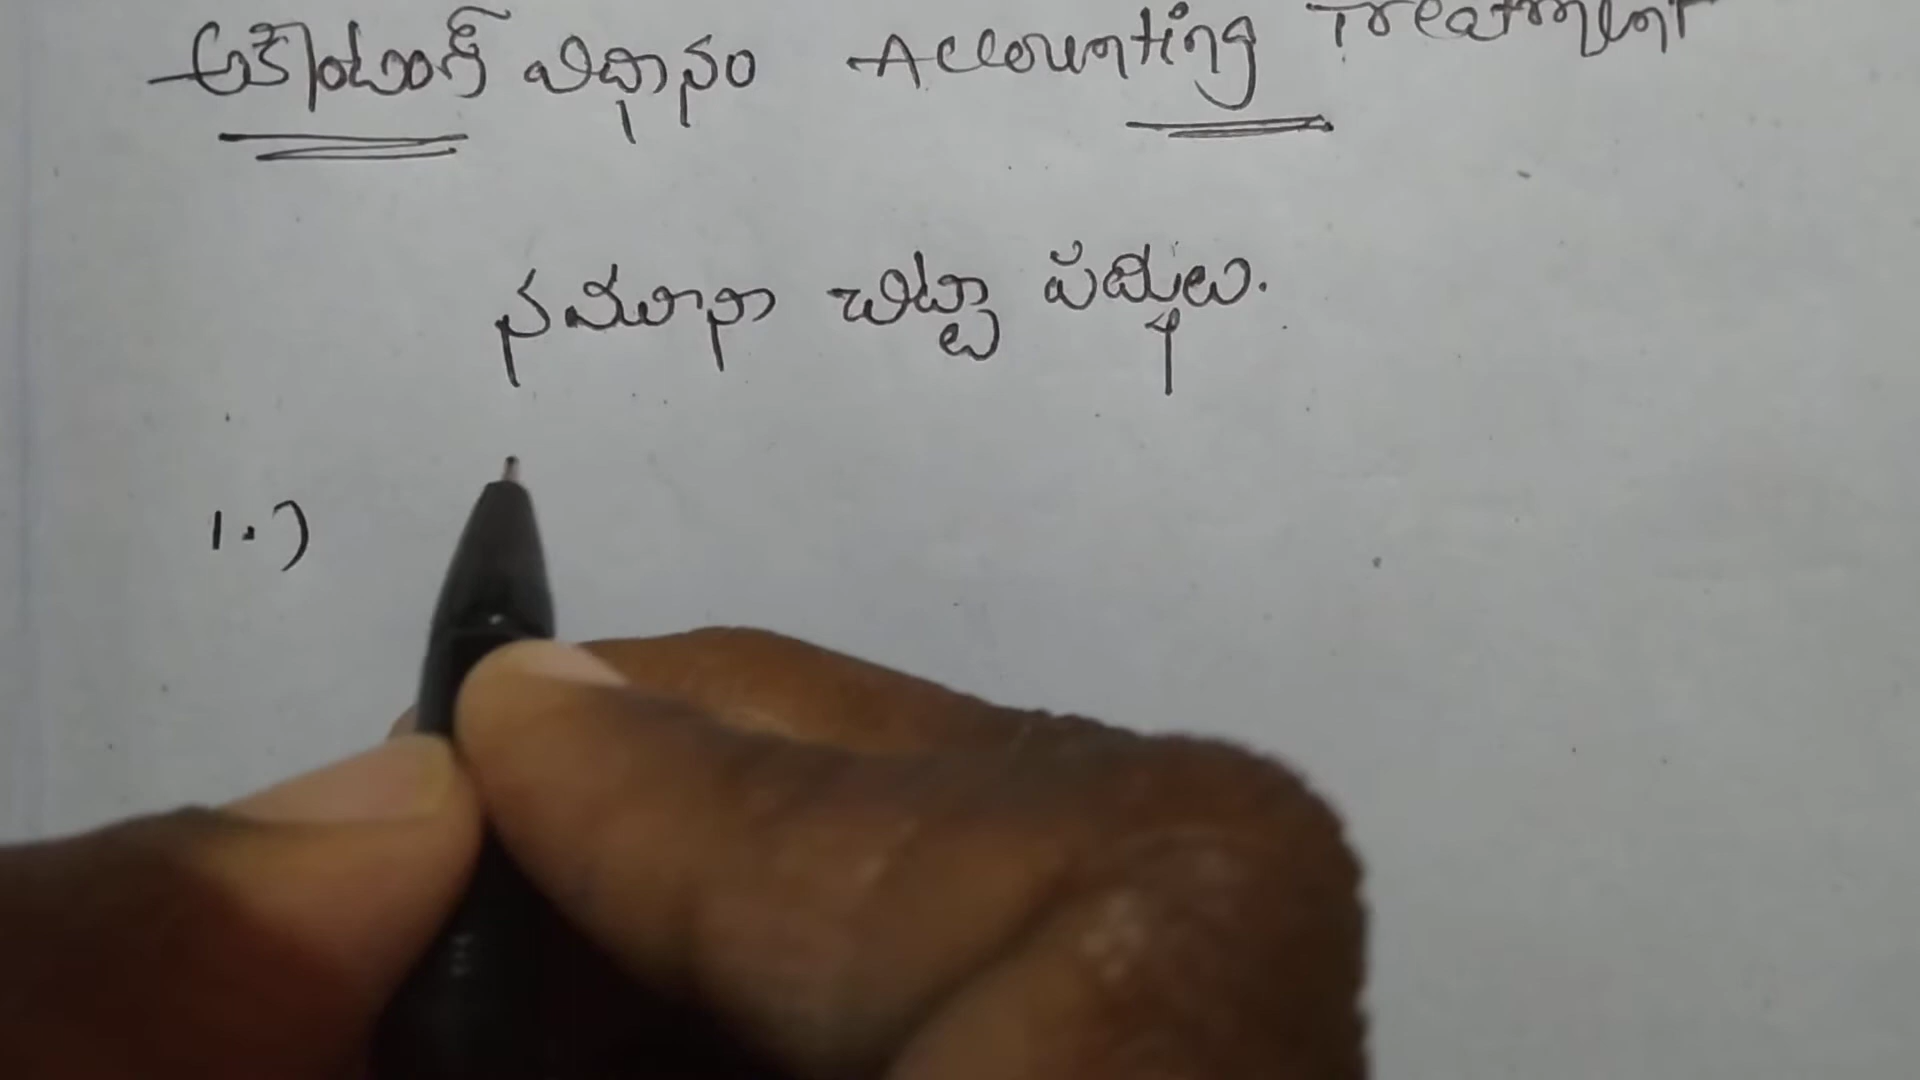 అకౌంటింగ్ విధానం Accounting Treatment
నమూనా చిట్టా పద్దులు.
1.)